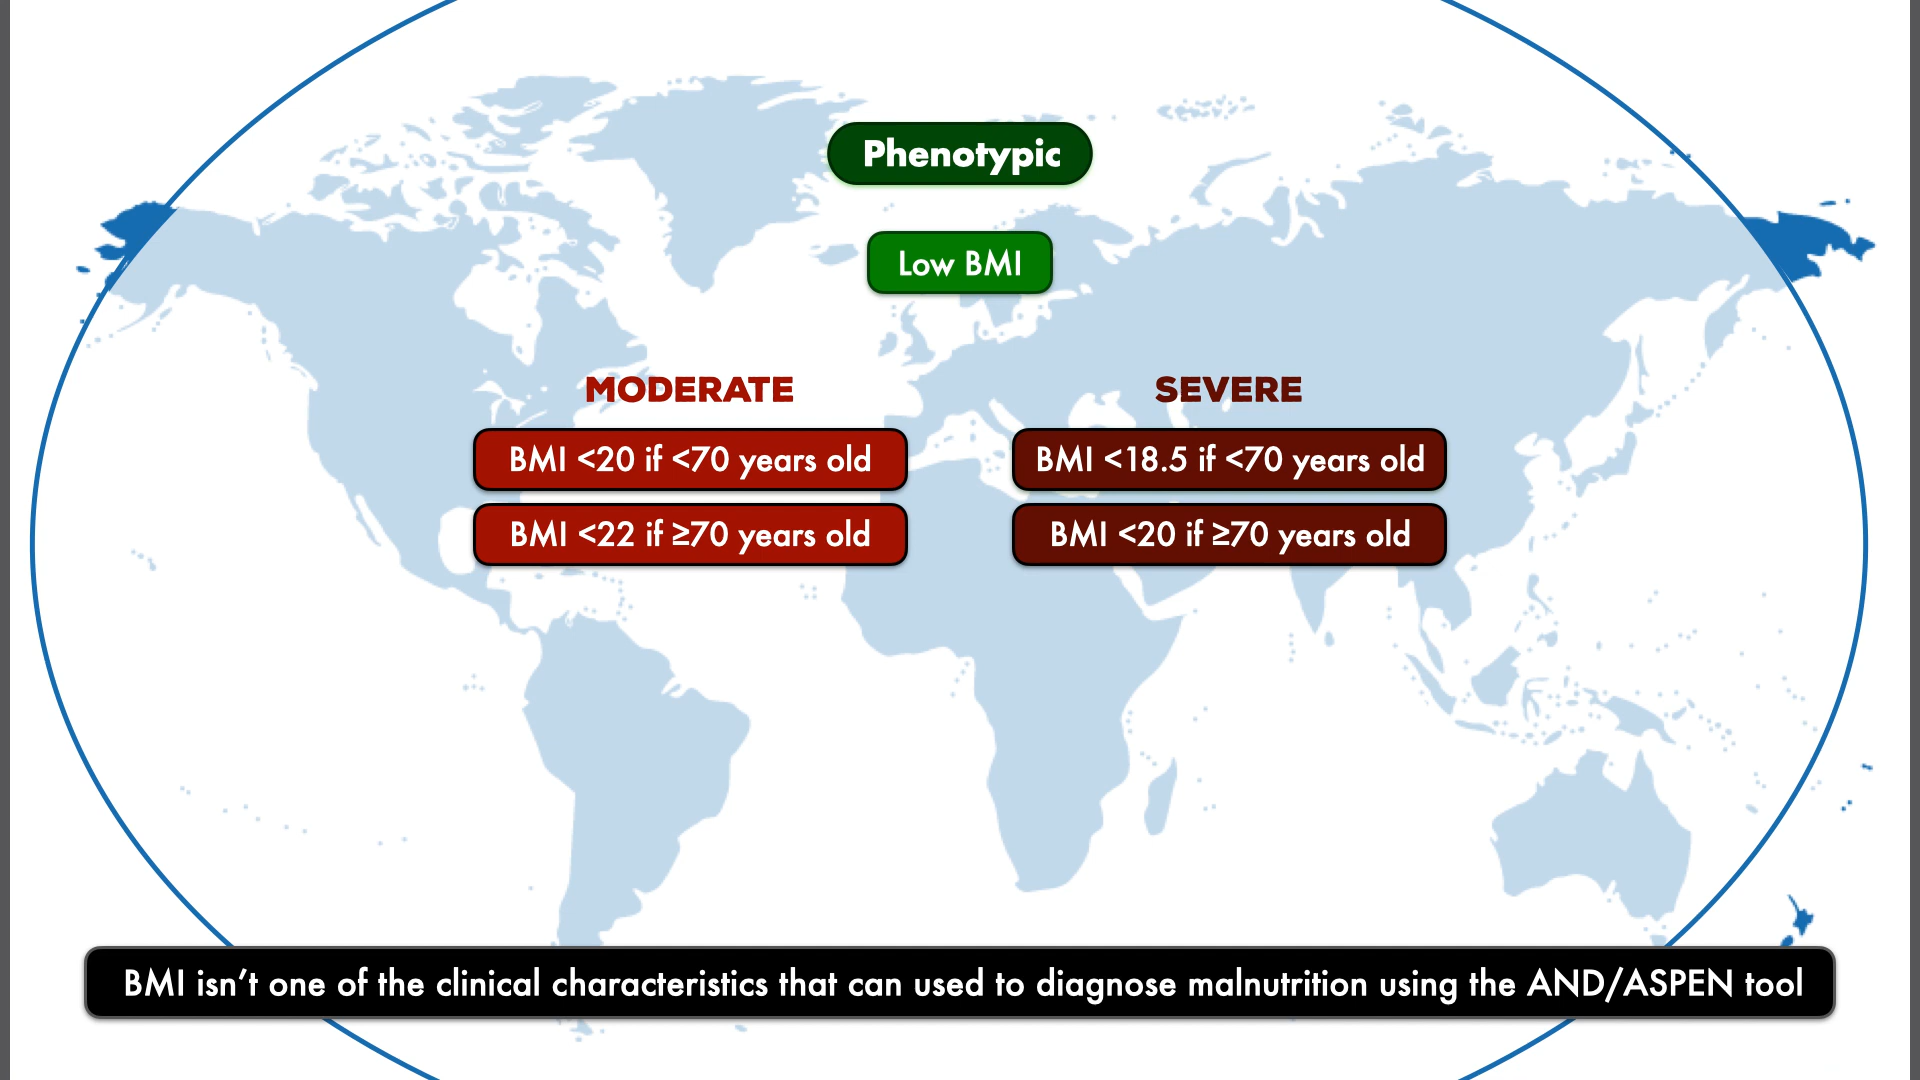 Phenotypic
Low BMI
MODERATE
BMI <20 if <70 years old
BMI <22 if ≥70 years old
SEVERE
BMI <18.5 if <70 years old
BMI <20 if ≥70 years old
BMI isn't one of the clinical characteristics that can used to diagnose malnutrition using the AND/ASPEN tool